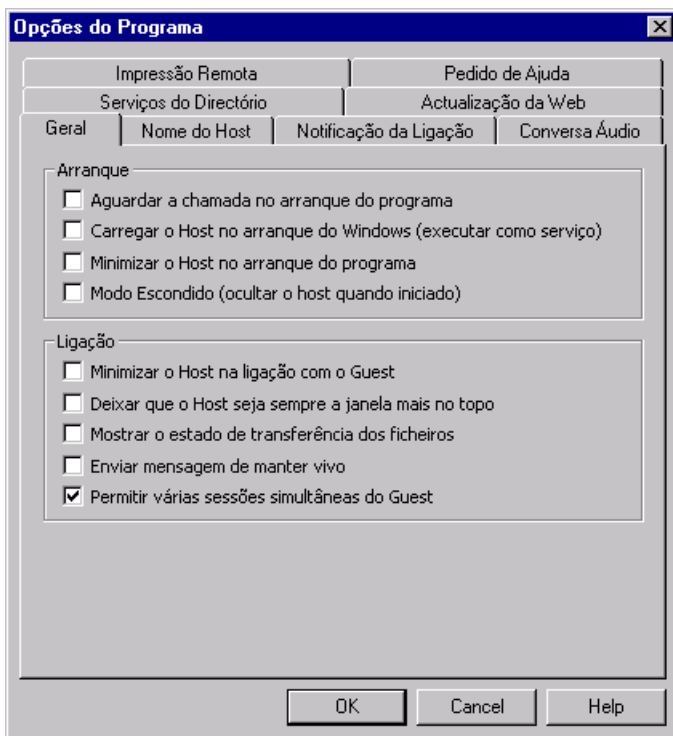 Opções do Programa
Impressão Remota
Pedido de Ajuda
Serviços do Directório
Actualização da Web
Geral
Nome do Host
Notificação da Ligação
Conversa Áudio
Arranque
Aguardar a chamada no arranque do programa
Carregar o Host no arranque do Windows (executar como serviço)
Minimizar o Host no arranque do programa
Modo Escondido (ocultar o host quando iniciado)
Ligação
Minimizar o Host na ligação com o Guest
Deixar que o Host seja sempre a janela mais no topo
Mostrar o estado de transferência dos ficheiros
Enviar mensagem de manter vivo
Permitir várias sessões simultâneas do Guest
OK
Cancel
Help